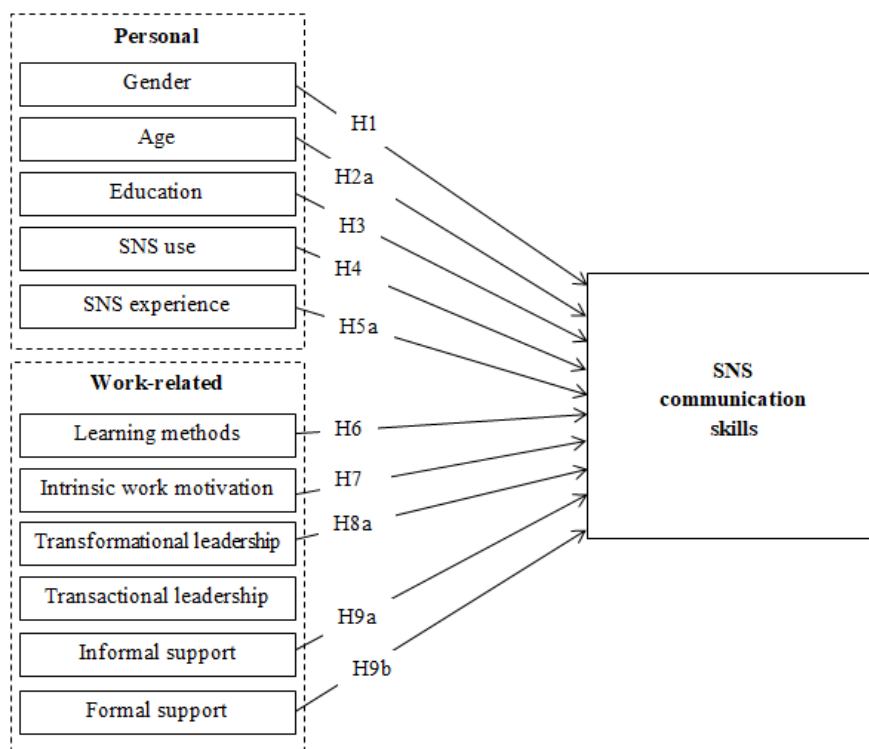 Personal
Gender
Age
Education
SNS use
SNS experience
H1
H2a
H3
H4
H5a
Work-related
Learning methods
Intrinsic work motivation
Transformational leadership
Transactional leadership
Informal support
Formal support
H6
H7
H8a
H9a
H9b
SNS
communication
skills